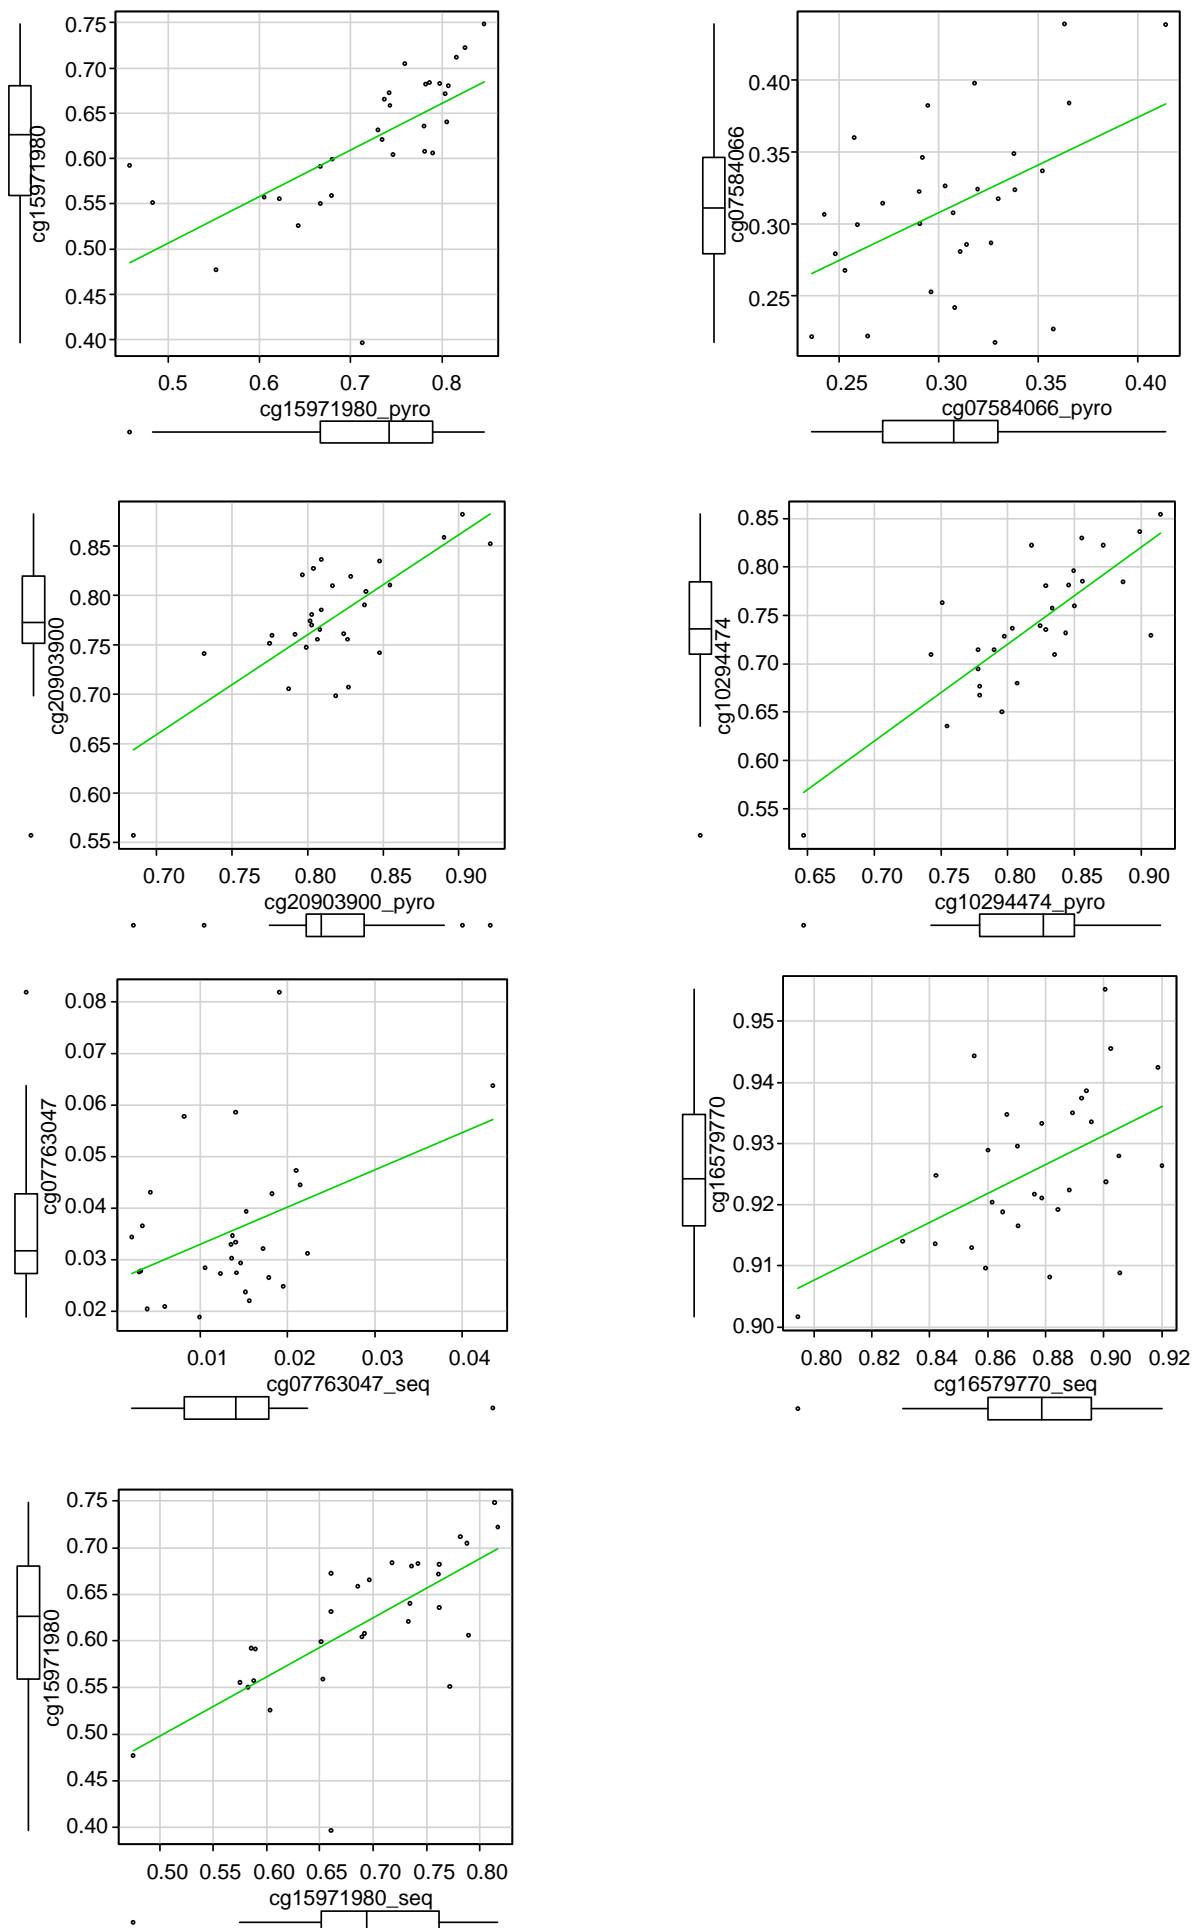 0.75
0.70
0.65
0.60
0.55
0.50
0.45
0.40
cg15971980
0.5 0.6 0.7 0.8
cg15971980_pyro
0.40
0.35
0.30
0.25
cg07584066
0.25 0.30 0.35 0.40
cg07584066_pyro
0.85
0.80
0.75
0.70
0.65
0.60
0.55
cg20903900
0.70 0.75 0.80 0.85 0.90
cg20903900_pyro
0.85
0.80
0.75
0.70
0.65
0.60
0.55
cg10294474
0.65 0.70 0.75 0.80 0.85 0.90
cg10294474_pyro
0.08
0.07
0.06
0.05
0.04
0.03
0.02
cg07763047
0.01 0.02 0.03 0.04
cg07763047_seq
0.95
0.94
0.93
0.92
0.91
0.90
cg16579770
0.80 0.82 0.84 0.86 0.88 0.90 0.92
cg16579770_seq
0.75
0.70
0.65
0.60
0.55
0.50
0.45
0.40
cg15971980
0.50 0.55 0.60 0.65 0.70 0.75 0.80
cg15971980_seq